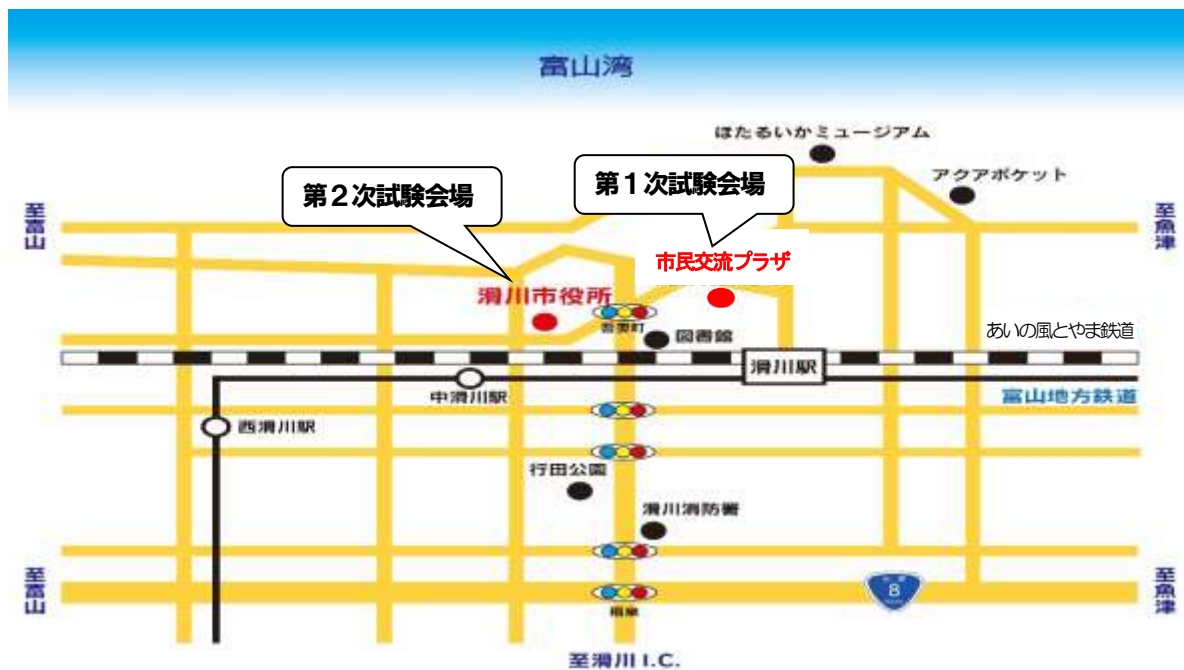 富山湾
ほたるいかミュージアム
アクアポケット
第２次試験会場
第１次試験会場
至富山
至魚津
市民交流プラザ
滑川市役所
吾妻町
図書館
あいの風とやま鉄道
滑川駅
中滑川駅
富山地方鉄道
西滑川駅
行田公園
滑川消防署
至富山
8
至魚津
至滑川I.C.